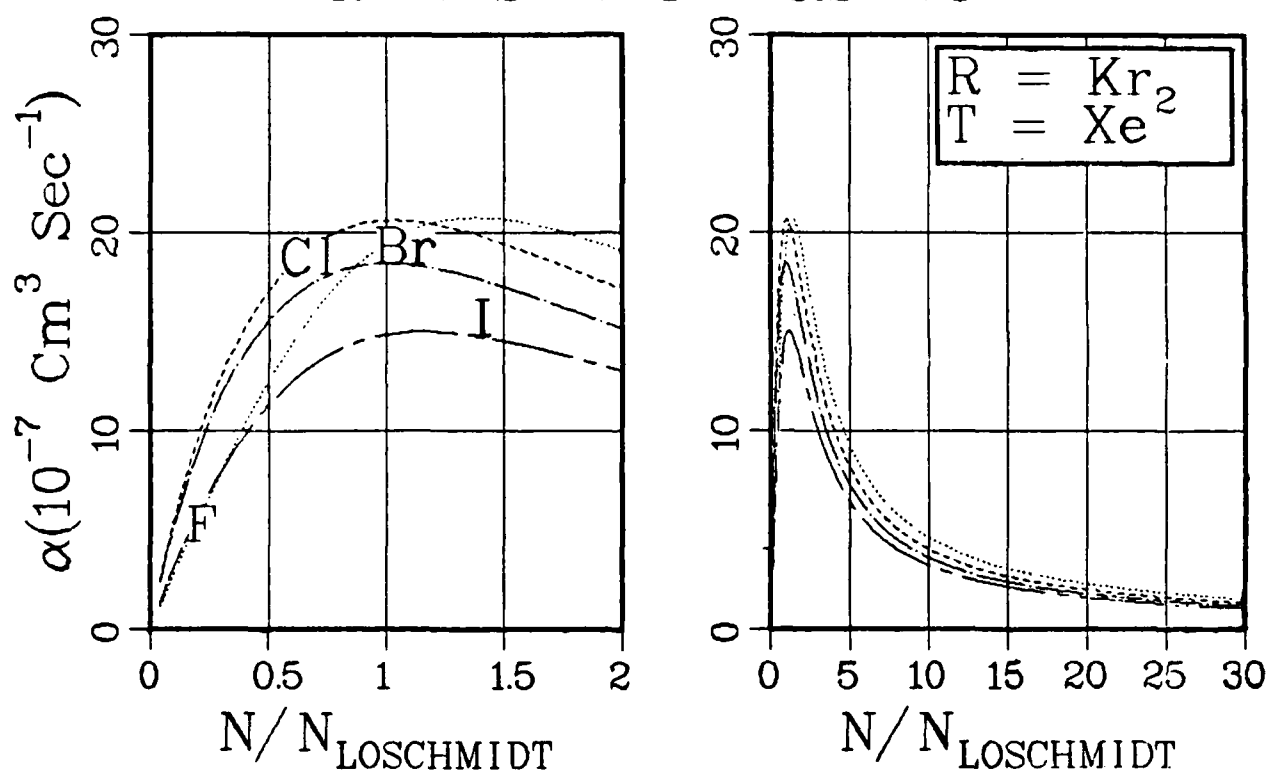 30
20
10
0
α(10⁻⁷ Cm³ Sec⁻¹)
Cl
Br
I
F
0 0.5 1 1.5 2
N/N_LOSCHMIDT
30
20
10
0
R = Kr₂
T = Xe
0 5 10 15 20 25 30
N/N_LOSCHMIDT